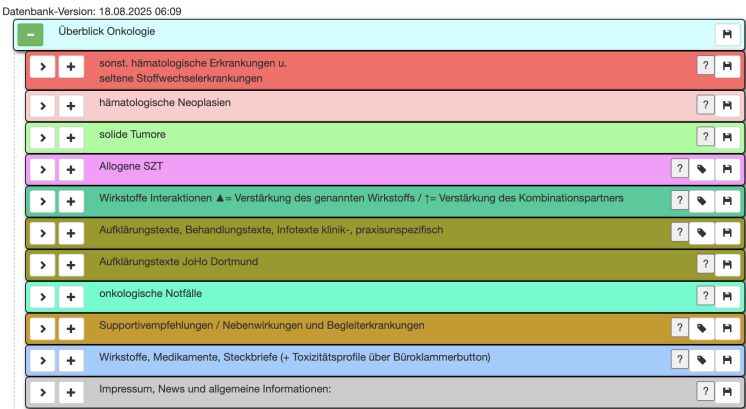 Datenbank-Version: 18.08.2025 06:09
Überblick Onkologie
sonst. hämatologische Erkrankungen u.
seltene Stoffwechselerkrankungen
?
hämatologische Neoplasien
?
solide Tumore
?
Allogene SZT
?
Wirkstoffe Interaktionen ▲= Verstärkung des genannten Wirkstoffs / ↑= Verstärkung des Kombinationspartners
?
Aufklärungstexte, Behandlungstexte, Infotexte klinik-, praxisunspezifisch
?
Aufklärungstexte JoHo Dortmund
?
onkologische Notfälle
?
Supportivempfehlungen / Nebenwirkungen und Begleiterkrankungen
?
Wirkstoffe, Medikamente, Steckbriefe (+ Toxizitätsprofile über Büroklammerbutton)
?
Impressum, News und allgemeine Informationen:
?